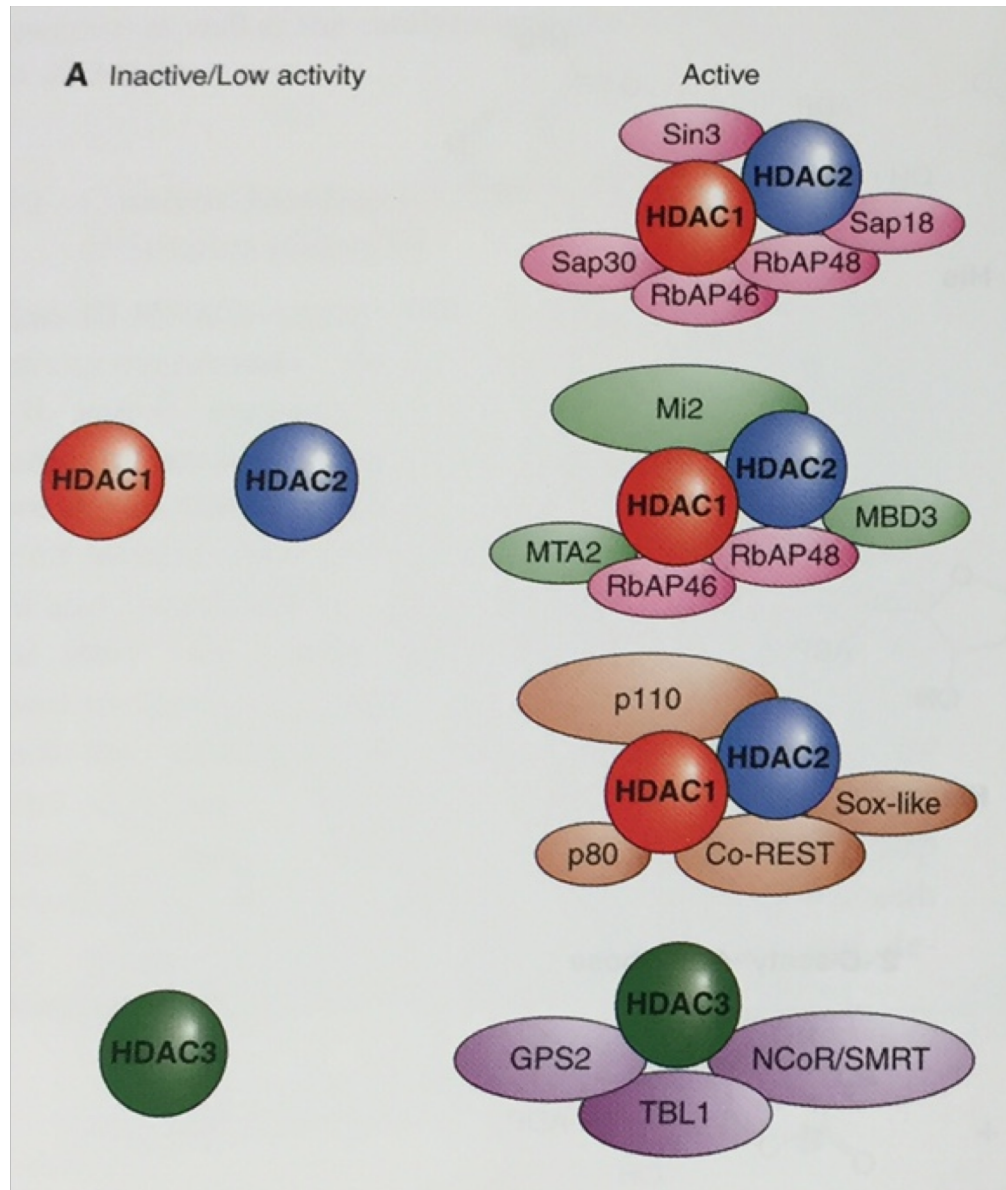 A Inactive/Low activity
Active
Sin3
HDAC2
HDAC1
Sap18
Sap30
RbAP48
RbAP46
Mi2
HDAC1
HDAC2
HDAC2
HDAC1
MBD3
MTA2
RbAP48
RbAP46
p110
HDAC2
HDAC1
Sox-like
p80
Co-REST
HDAC3
HDAC3
GPS2
NCoR/SMRT
TBL1